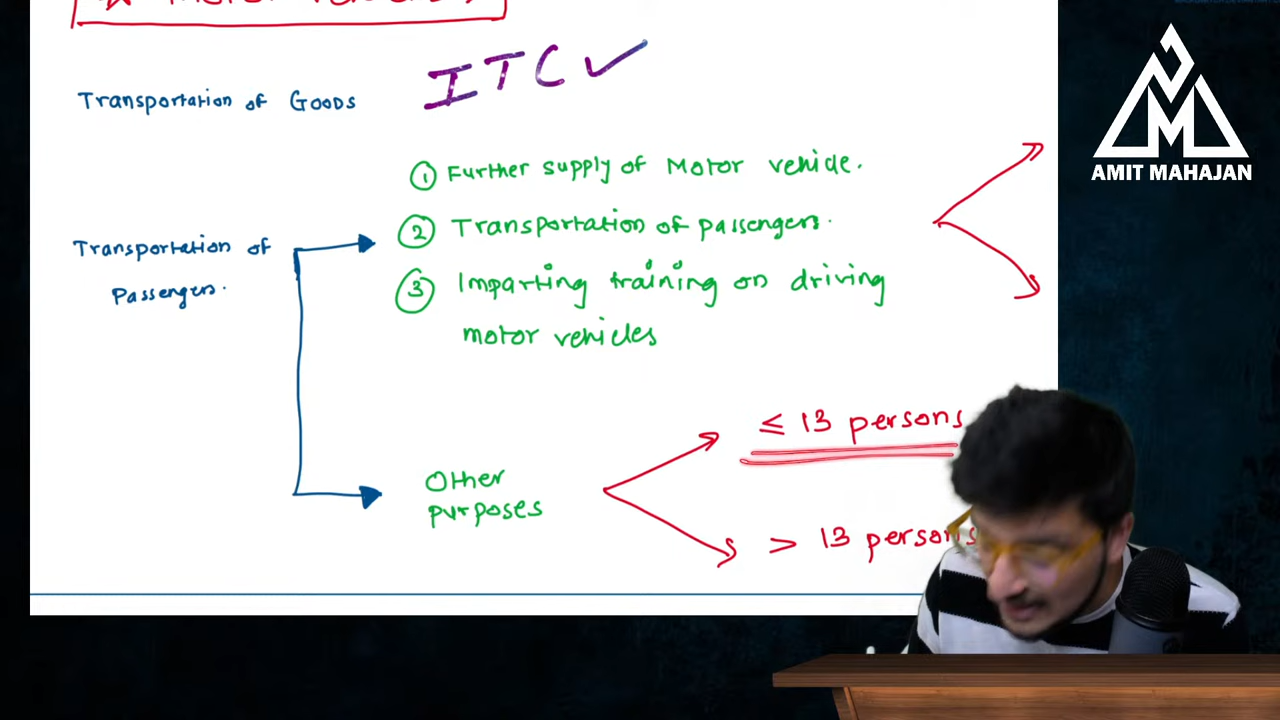 ITC ✓
Transportation of Goods
① Further supply of Motor vehicle.
② Transportation of passengers.
③ Imparting training on driving
motor vehicles
Transportation of
Passengers.
≤ 13 persons
Other
purposes
> 13 persons
AMIT MAHAJAN